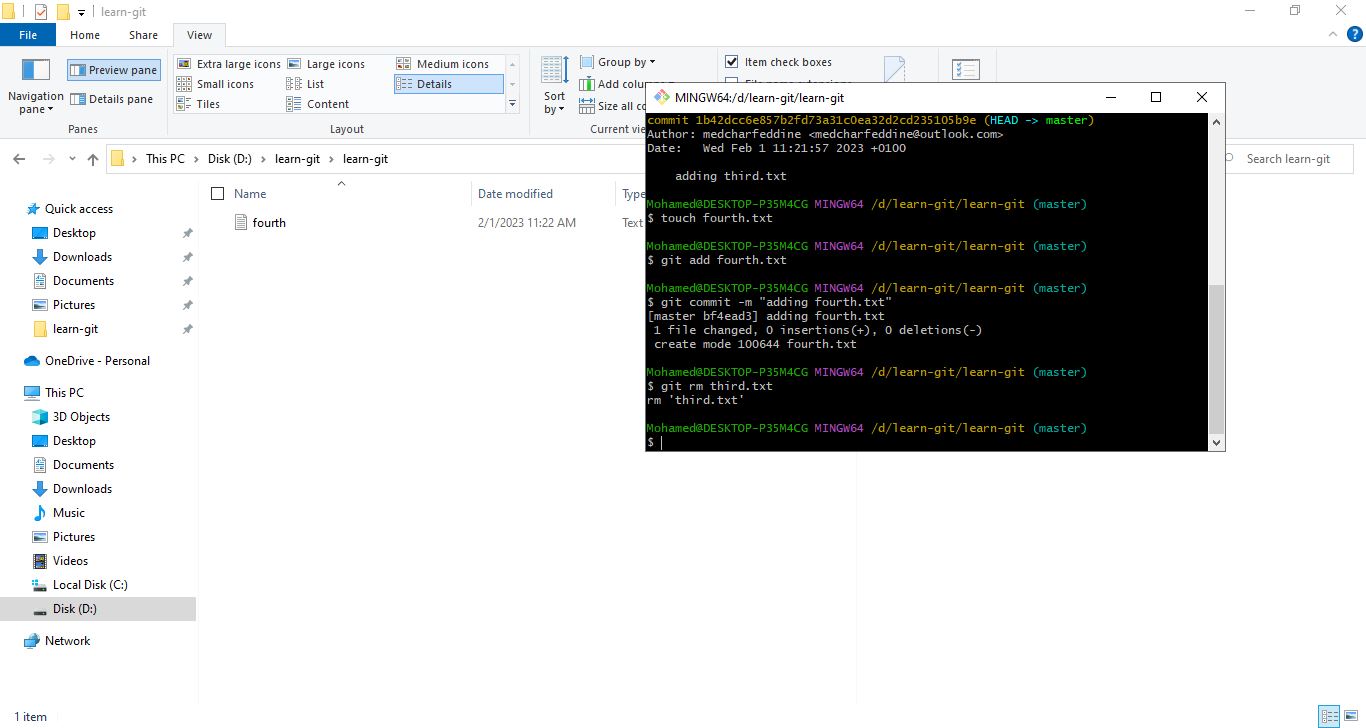 learn-git
File Home Share View
Navigation pane
Preview pane
Details pane
Panes
Extra large icons Large icons Medium icons
Small icons List Details
Tiles Content
Layout
Sort by
Group by
Add colu
Size all co
Current vie
Item check boxes
This PC > Disk (D:) > learn-git > learn-git
Search learn-git
Quick access
Desktop
Downloads
Documents
Pictures
learn-git
OneDrive - Personal
This PC
3D Objects
Desktop
Documents
Downloads
Music
Pictures
Videos
Local Disk (C:)
Disk (D:)
Network
Name Date modified Type
fourth 2/1/2023 11:22 AM Text
MINGW64:/d/learn-git/learn-git
commit 1b42dcc6e857b2fd73a31c0ea32d2cd235105b9e (HEAD -> master)
Author: medcharfeddine <medcharfeddine@outlook.com>
Date:   Wed Feb 1 11:21:57 2023 +0100
    adding third.txt
Mohamed@DESKTOP-P35M4CG MINGW64 /d/learn-git/learn-git (master)
$ touch fourth.txt
Mohamed@DESKTOP-P35M4CG MINGW64 /d/learn-git/learn-git (master)
$ git add fourth.txt
Mohamed@DESKTOP-P35M4CG MINGW64 /d/learn-git/learn-git (master)
$ git commit -m "adding fourth.txt"
[master bf4ead3] adding fourth.txt
 1 file changed, 0 insertions(+), 0 deletions(-)
 create mode 100644 fourth.txt
Mohamed@DESKTOP-P35M4CG MINGW64 /d/learn-git/learn-git (master)
$ git rm third.txt
rm 'third.txt'
Mohamed@DESKTOP-P35M4CG MINGW64 /d/learn-git/learn-git (master)
$
1 item